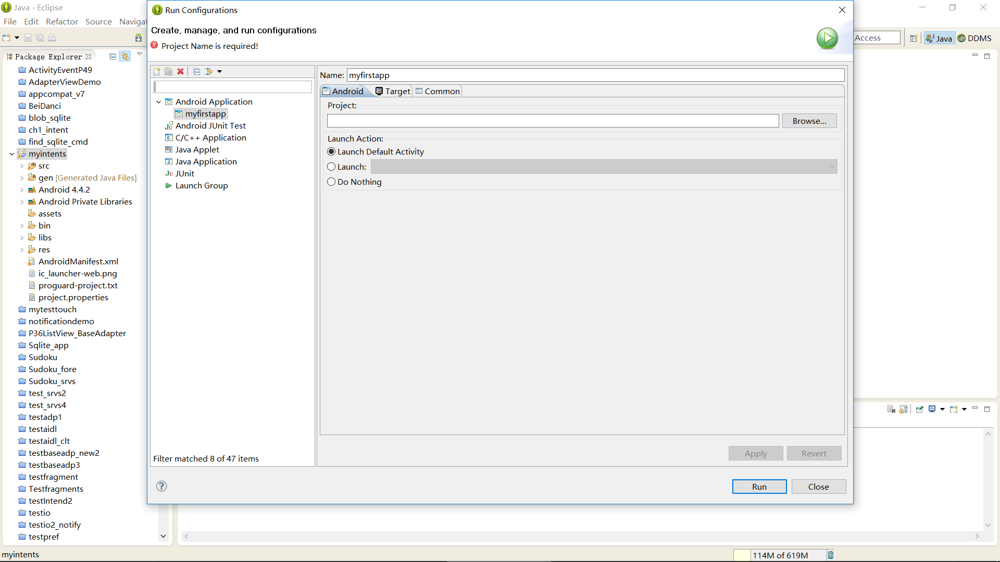 Java - Eclipse
File Edit Refactor Source Navigat
Access
Java
DDMS
Package Explorer
ActivityEventP49
AdapterViewDemo
appcompat_v7
BeiDanci
blob_sqlite
ch1_intent
find_sqlite_cmd
myintents
src
gen [Generated Java Files]
Android 4.4.2
Android Private Libraries
assets
bin
libs
res
AndroidManifest.xml
ic_launcher-web.png
proguard-project.txt
project.properties
mytesttouch
notificationdemo
P36ListView_BaseAdapter
Sqlite_app
Sudoku
Sudoku_fore
Sudoku_srvs
test_srvs2
test_srvs4
testadp1
testaidl
testaidl_clt
testbaseadp_new2
testbaseadp3
testfragment
Testfragments
testIntend2
testio
testio2_notify
testpref
Run Configurations
Create, manage, and run configurations
Project Name is required!
Android Application
myfirstapp
Android JUnit Test
C/C++ Application
Java Applet
Java Application
JUnit
Launch Group
Filter matched 8 of 47 items
Name: myfirstapp
Android Target Common
Project:
Browse...
Launch Action:
Launch Default Activity
Launch:
Do Nothing
Apply Revert
Run Close
myintents
114M of 619M